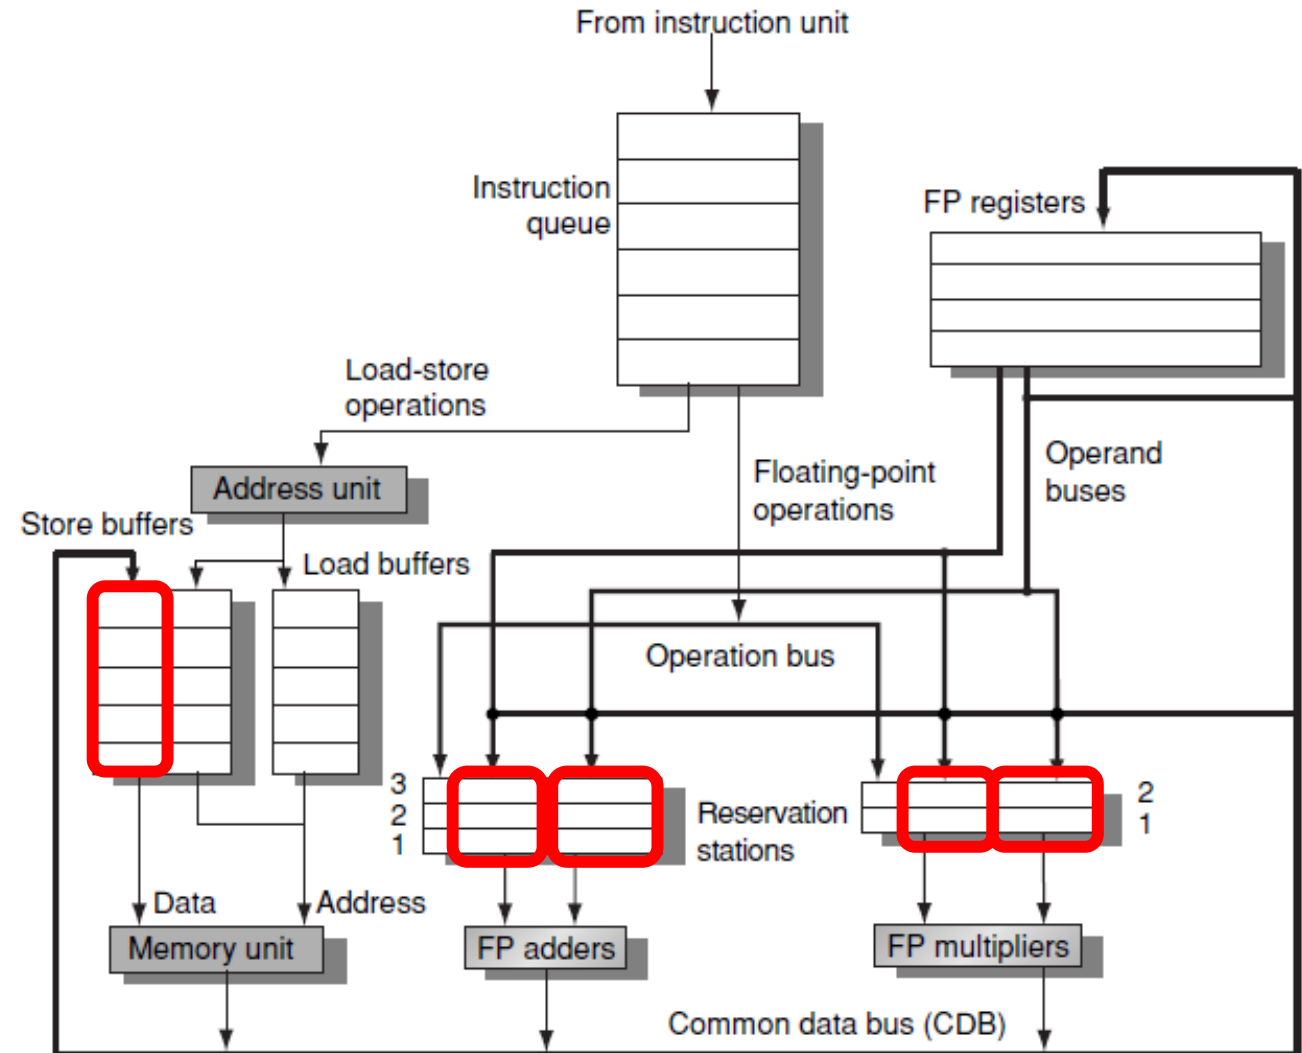 From instruction unit
Instruction
queue
FP registers
Load-store
operations
Address unit
Floating-point
operations
Operand
buses
Store buffers
Load buffers
Operation bus
3
2
1
Reservation
stations
2
1
Data
Address
Memory unit
FP adders
FP multipliers
Common data bus (CDB)